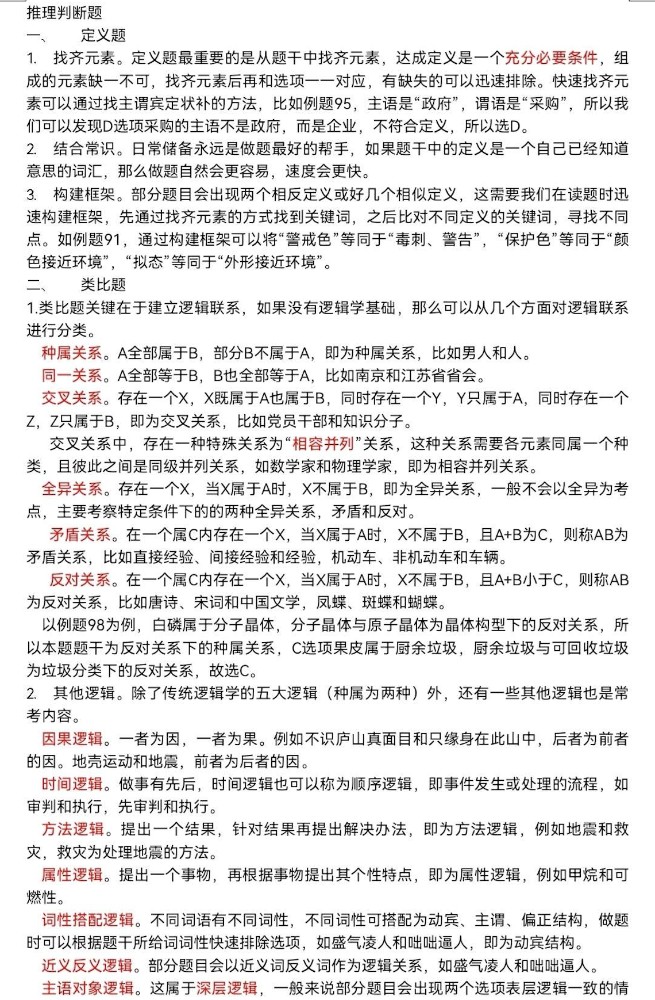 推理判断题
一、 定义题
1. 找齐元素。定义题最重要的是从题干中找齐元素，达成定义是一个充分必要条件，组
成的元素缺一不可，找齐元素后再和选项一一对应，有缺失的可以迅速排除。快速找齐元
素可以通过找主谓宾定状补的方法，比如例题95，主语是“政府”，谓语是“采购”，所以我
们可以发现D选项采购的主语不是政府，而是企业，不符合定义，所以选D。
2. 结合常识。日常储备永远是做题最好的帮手，如果题干中的定义是一个自己已经知道
意思的词汇，那么做题自然会更容易，速度会更快。
3. 构建框架。部分题目会出现两个相反定义或好几个相似定义，这需要我们在读题时迅
速构建框架，先通过找齐元素的方式找到关键词，之后比对不同定义的关键词，寻找不同
点。如例题91，通过构建框架可以将“警戒色”等同于“毒刺、警告”，“保护色”等同于“颜
色接近环境”，“拟态”等同于“外形接近环境”。
二、 类比题
1.类比题关键在于建立逻辑联系，如果没有逻辑学基础，那么可以从几个方面对逻辑联系
进行分类。
种属关系。A全部属于B，部分B不属于A，即为种属关系，比如男人和人。
同一关系。A全部等于B，B也全部等于A，比如南京和江苏省省会。
交叉关系。存在一个X，X既属于A也属于B，同时存在一个Y，Y只属于A，同时存在一个
Z，Z只属于B，即为交叉关系，比如党员干部和知识分子。
交叉关系中，存在一种特殊关系为“相容并列”关系，这种关系需要各元素同属一个种
类，且彼此之间是同级并列关系，如数学家和物理学家，即为相容并列关系。
全异关系。存在一个X，当X属于A时，X不属于B，即为全异关系，一般不会以全异为考
点，主要考察特定条件下的的两种全异关系，矛盾和反对。
矛盾关系。在一个属C内存在一个X，当X属于A时，X不属于B，且A+B为C，则称AB为
矛盾关系，比如直接经验、间接经验和经验，机动车、非机动车和车辆。
反对关系。在一个属C内存在一个X，当X属于A时，X不属于B，且A+B小于C，则称AB
为反对关系，比如唐诗、宋词和中国文学，凤蝶、斑蝶和蝴蝶。
以例题98为例，白磷属于分子晶体，分子晶体与原子晶体为晶体构型下的反对关系，所
以本题题干为反对关系下的种属关系，C选项果皮属于厨余垃圾，厨余垃圾与可回收垃圾
为垃圾分类下的反对关系，故选C。
2. 其他逻辑。除了传统逻辑学的五大逻辑（种属为两种）外，还有一些其他逻辑也是常
考内容。
因果逻辑。一者为因，一者为果。例如不识庐山真面目和只缘身在此山中，后者为前者
的因。地壳运动和地震，前者为后者的因。
时间逻辑。做事有先后，时间逻辑也可以称为顺序逻辑，即事件发生或处理的流程，如
审判和执行，先审判和执行。
方法逻辑。提出一个结果，针对结果再提出解决办法，即为方法逻辑，例如地震和救
灾，救灾为处理地震的方法。
属性逻辑。提出一个事物，再根据事物提出其个性特点，即为属性逻辑，例如甲烷和可
燃性。
词性搭配逻辑。不同词语有不同词性，不同词性可搭配为动宾、主谓、偏正结构，做题
时可以根据题干所给词词性快速排除选项，如盛气凌人和咄咄逼人，即为动宾结构。
近义反义逻辑。部分题目会以近义词反义词作为逻辑关系，如盛气凌人和咄咄逼人。
主语对象逻辑。这属于深层逻辑，一般来说部分题目会出现两个选项表层逻辑一致的情